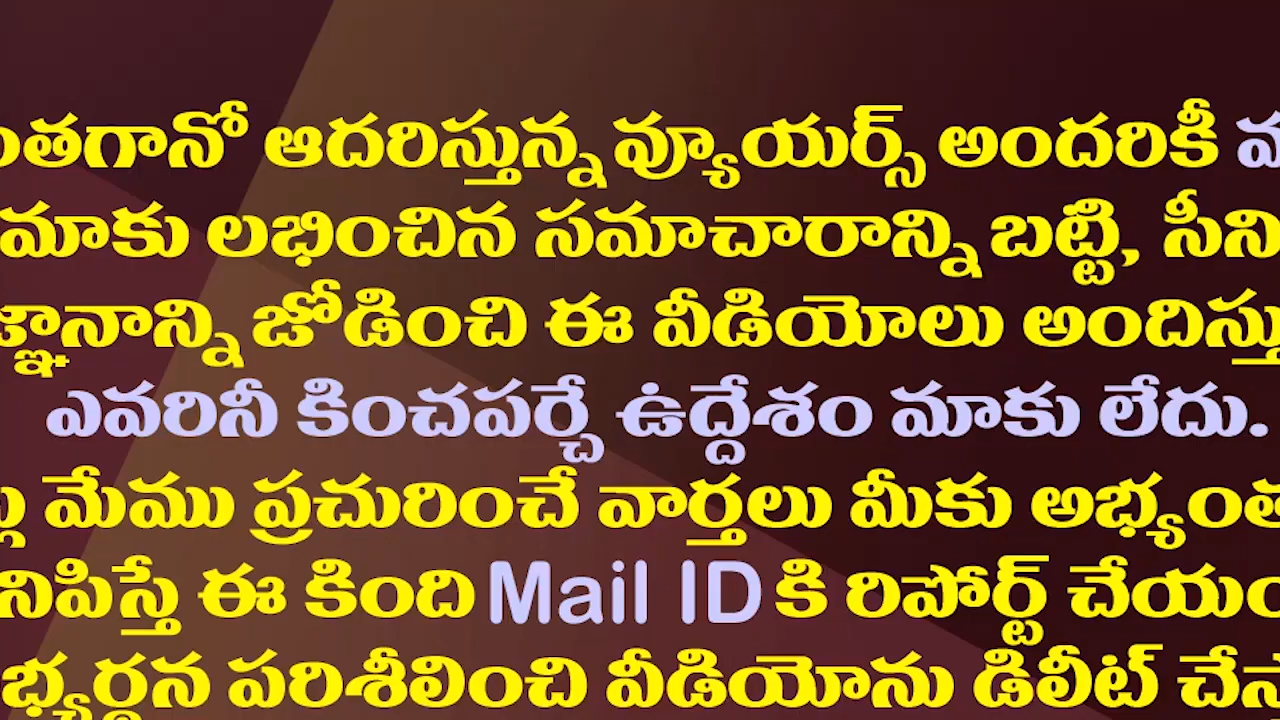 ంతగానో ఆదరిస్తున్న వ్యూయర్స్ అందరికీ
మాకు లభించిన సమాచారాన్ని బట్టి, సీని
జ్ఞానాన్ని జోడించి ఈ వీడియోలు అందిస్తు
ఎవరినీ కించపర్చే ఉద్దేశం మాకు లేదు.
మేము ప్రచురించే వార్తలు మీకు అభ్యంత
నిపిస్తే ఈ కింది Mail ID కి రిపోర్ట్ చేయం
భ్యర్థన పరిశీలించి వీడియోను డిలీట్ చేస